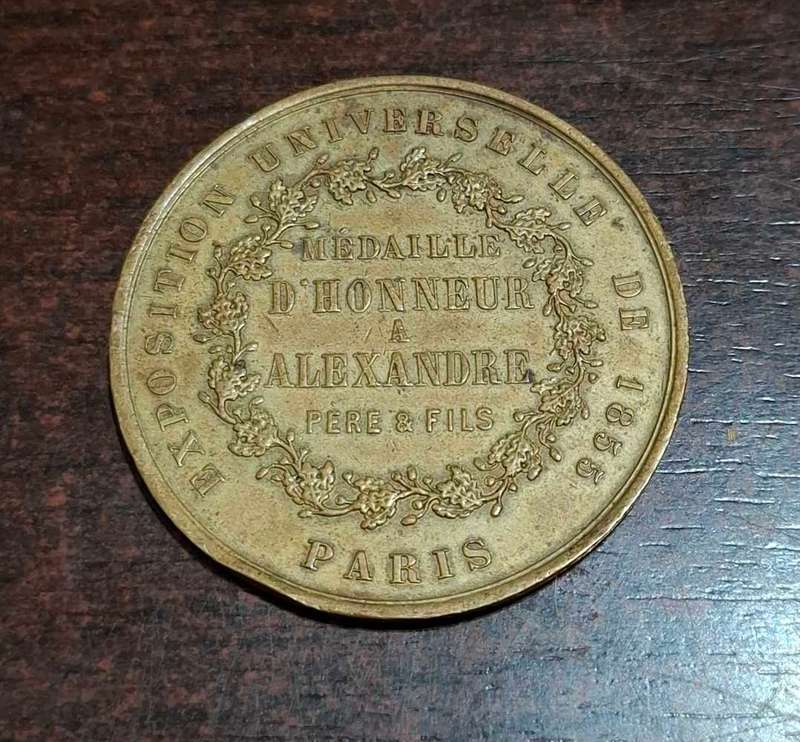 EXPOSITION UNIVERSELLE DE 1855
MÉDAILLE
D'HONNEUR
A
ALEXANDRE
PÈRE & FILS
PARIS